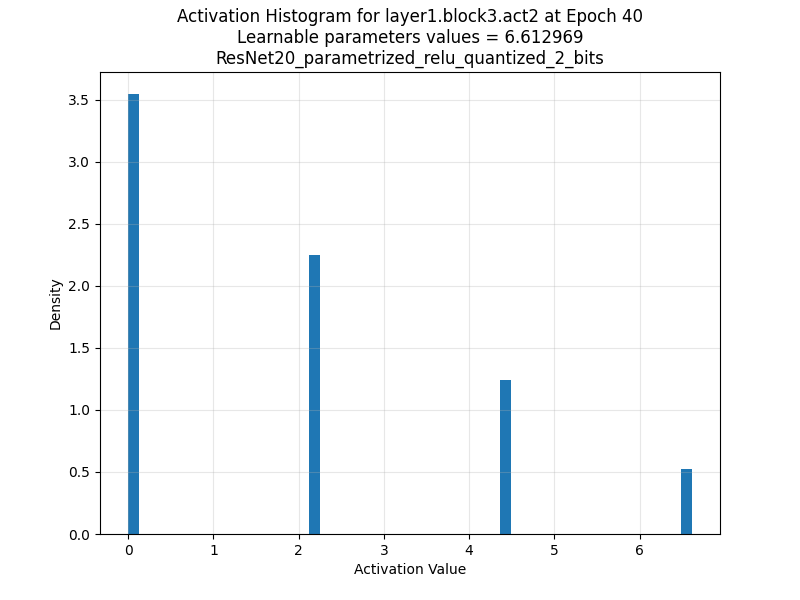 Activation Histogram for layer1.block3.act2 at Epoch 40
Learnable parameters values = 6.612969
ResNet20_parametrized_relu_quantized_2_bits
3.5
3.0
2.5
2.0
1.5
1.0
0.5
0.0
Density
0 1 2 3 4 5 6
Activation Value